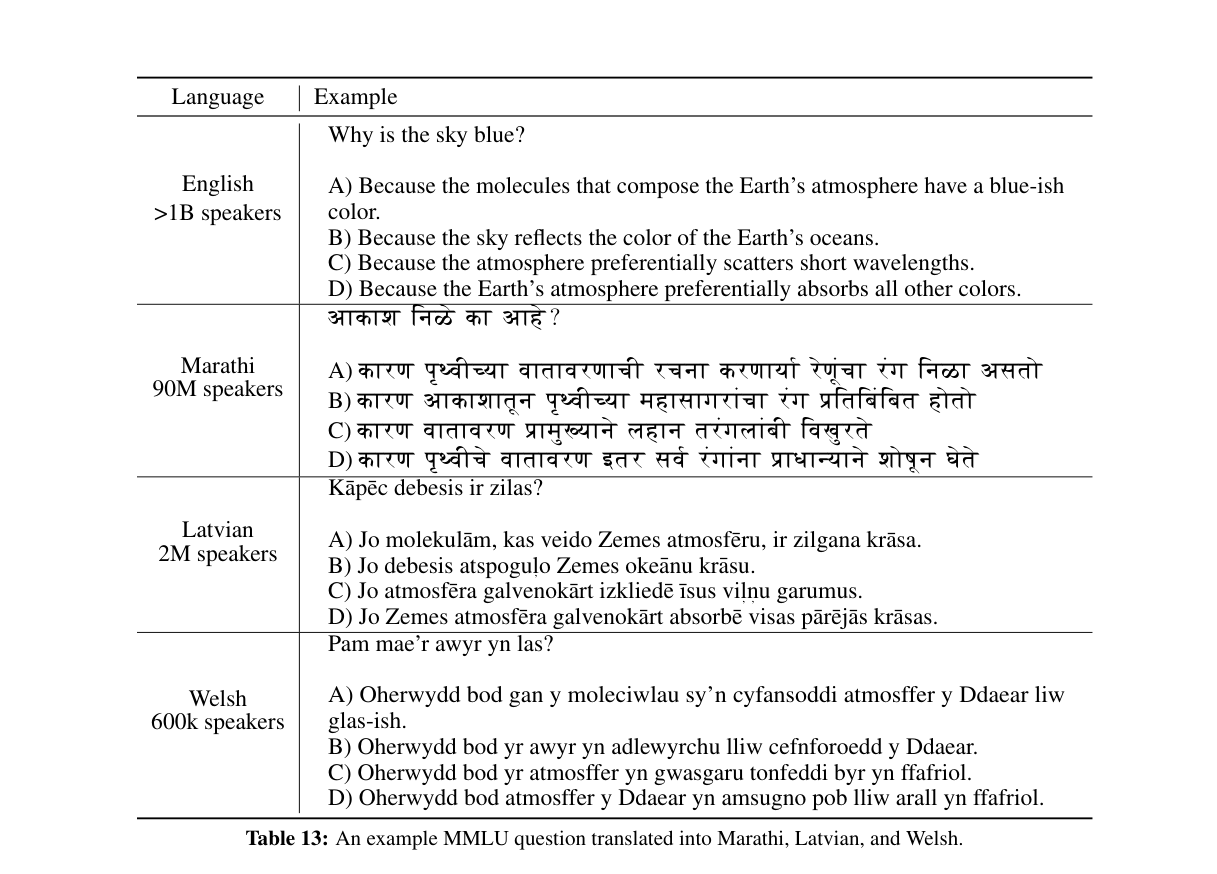 Language
Example
Why is the sky blue?
English
>1B speakers
A) Because the molecules that compose the Earth's atmosphere have a blue-ish
color.
B) Because the sky reflects the color of the Earth's oceans.
C) Because the atmosphere preferentially scatters short wavelengths.
D) Because the Earth's atmosphere preferentially absorbs all other colors.
आकाश निळे का आहे?
Marathi
90M speakers
A) कारण पृथ्वीच्या वातावरणाची रचना करणार्या रेणूंचा रंग निळा असतो
B) कारण आकाशातून पृथ्वीच्या महासागरांचा रंग प्रतिबिंबित होतो
C) कारण वातावरण प्रामुख्याने लहान तरंगलांबी विखुरते
D) कारण पृथ्वीचे वातावरण इतर सर्व रंगांना प्राधान्याने शोषून घेते
Kāpēc debesis ir zilas?
Latvian
2M speakers
A) Jo molekulām, kas veido Zemes atmosfēru, ir zilgana krāsa.
B) Jo debesis atspoguļo Zemes okeānu krāsu.
C) Jo atmosfēra galvenokārt izkliedē īsus viļņu garumus.
D) Jo Zemes atmosfēra galvenokārt absorbē visas pārējās krāsas.
Pam mae'r awyr yn las?
Welsh
600k speakers
A) Oherwydd bod gan y moleciwlau sy'n cyfansoddi atmosffer y Ddaear liw
glas-ish.
B) Oherwydd bod yr awyr yn adlewyrchu lliw cefnforoedd y Ddaear.
C) Oherwydd bod yr atmosffer yn gwasgaru tonfeddi byr yn ffafriol.
D) Oherwydd bod atmosffer y Ddaear yn amsugno pob lliw arall yn ffafriol.
Table 13: An example MMLU question translated into Marathi, Latvian, and Welsh.